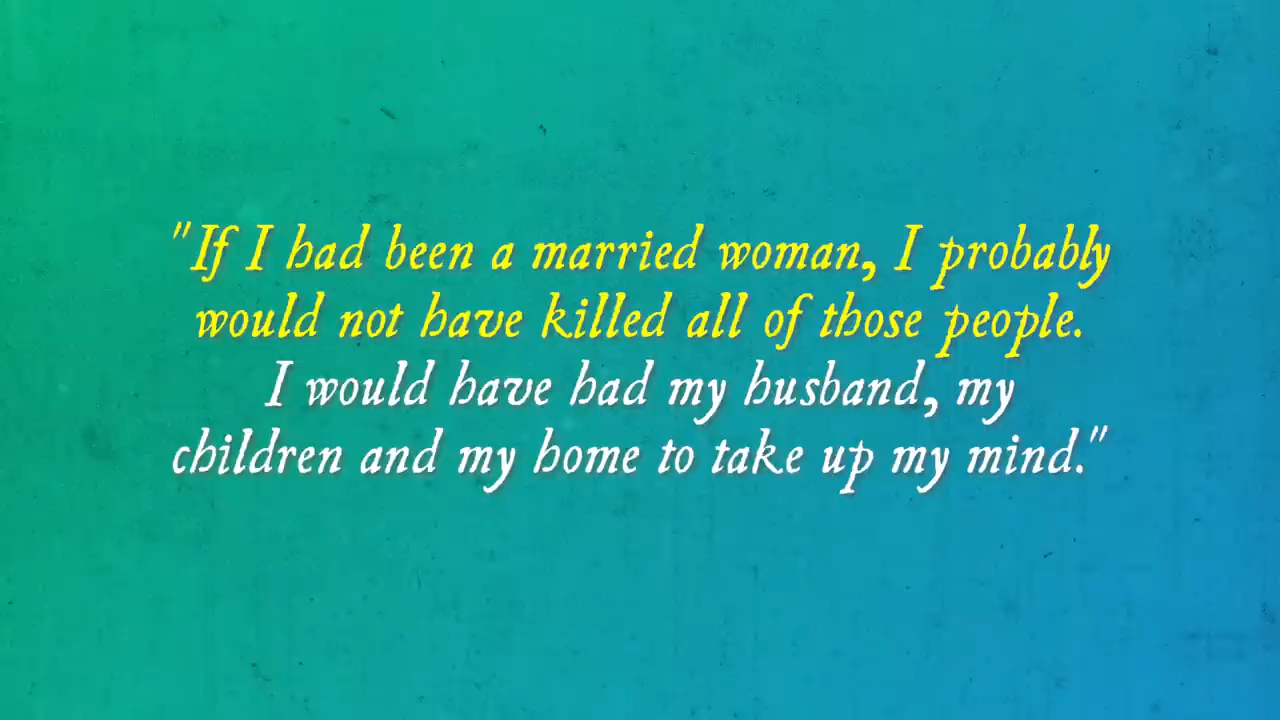 "If I had been a married woman, I probably
would not have killed all of those people.
I would have had my husband, my
children and my home to take up my mind."